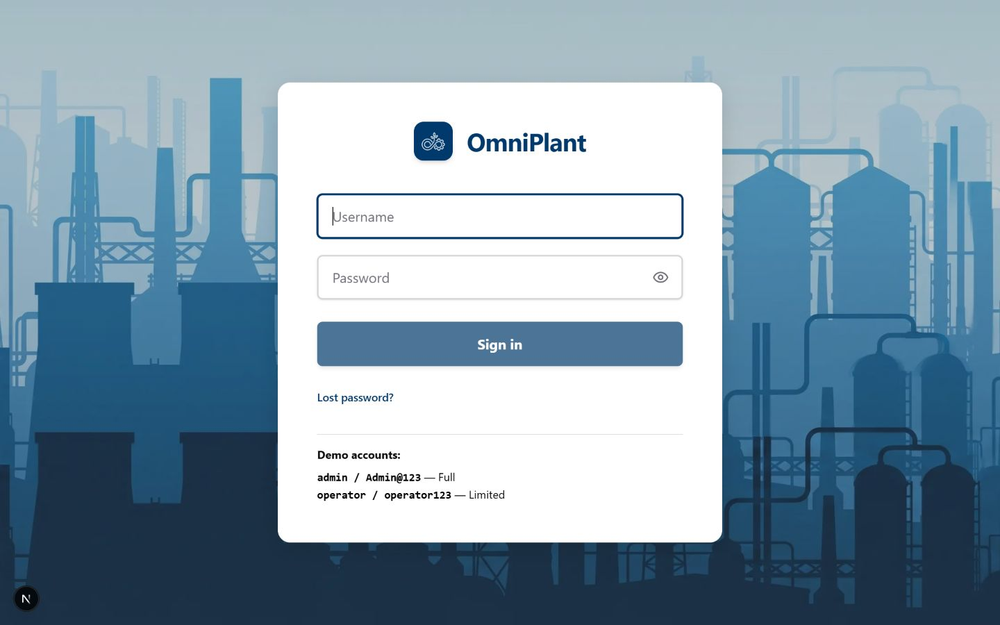 OmniPlant
Username
Password
Sign in
Lost password?
Demo accounts:
admin / Admin@123 — Full
operator / operator123 — Limited
N